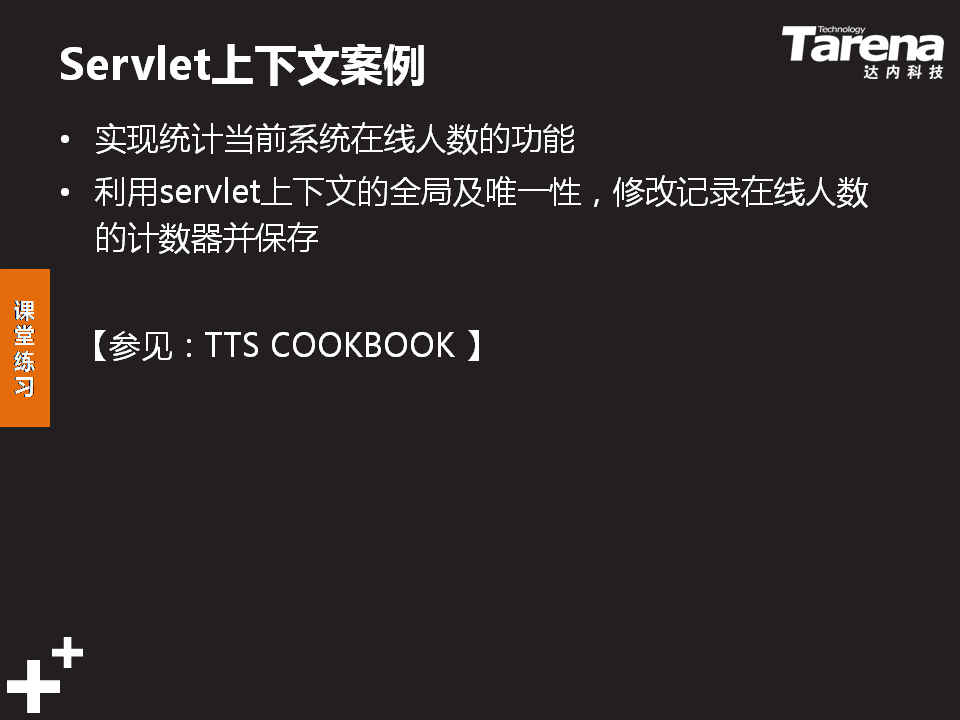 Servlet上下文案例
Technology
Tarena
达内科技
• 实现统计当前系统在线人数的功能
• 利用servlet上下文的全局及唯一性，修改记录在线人数
的计数器并保存
课堂练习
【参见：TTS COOKBOOK 】